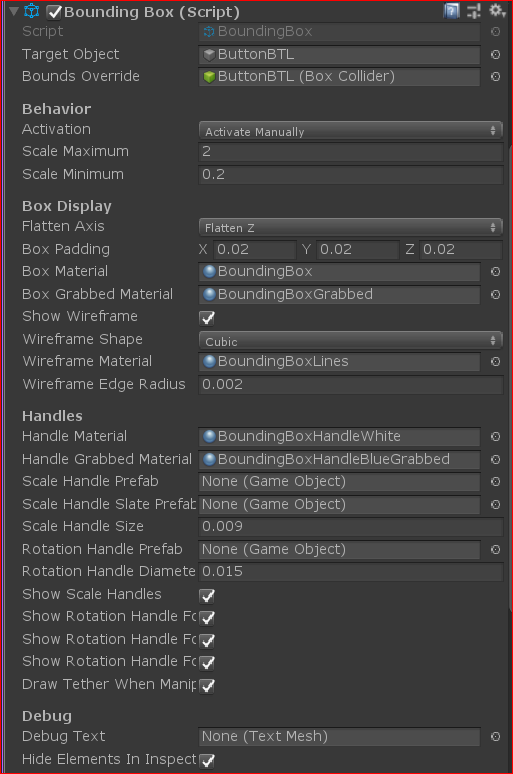 Bounding Box (Script)
Script BoundingBox
Target Object ButtonBTL
Bounds Override ButtonBTL (Box Collider)
Behavior
Activation Activate Manually
Scale Maximum 2
Scale Minimum 0.2
Box Display
Flatten Axis Flatten Z
Box Padding X 0.02 Y 0.02 Z 0.02
Box Material BoundingBox
Box Grabbed Material BoundingBoxGrabbed
Show Wireframe
Wireframe Shape Cubic
Wireframe Material BoundingBoxLines
Wireframe Edge Radius 0.002
Handles
Handle Material BoundingBoxHandleWhite
Handle Grabbed Material BoundingBoxHandleBlueGrabbed
Scale Handle Prefab None (Game Object)
Scale Handle Slate Prefab None (Game Object)
Scale Handle Size 0.009
Rotation Handle Prefab None (Game Object)
Rotation Handle Diamete 0.015
Show Scale Handles
Show Rotation Handle Fo
Show Rotation Handle Fo
Show Rotation Handle Fo
Draw Tether When Manip
Debug
Debug Text None (Text Mesh)
Hide Elements In Inspect